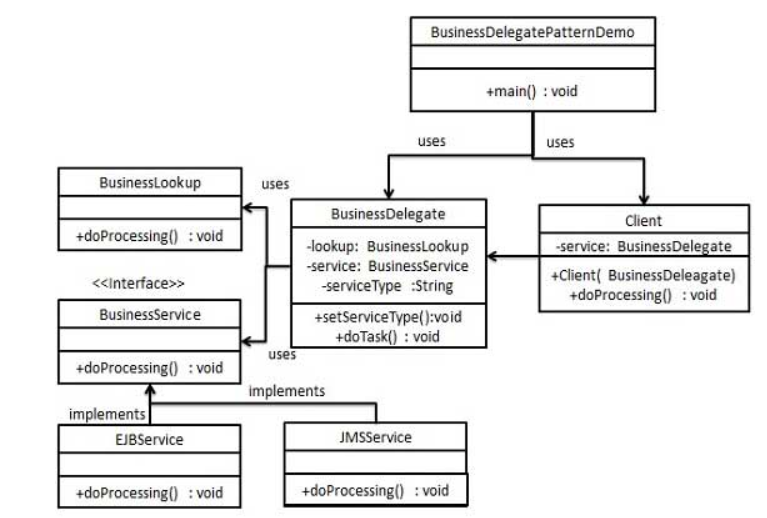 BusinessDelegatePatternDemo
+main() : void
uses
uses
BusinessLookup
+doProcessing() : void
uses
BusinessDelegate
-lookup: BusinessLookup
-service: BusinessService
-serviceType :String
+setServiceType():void
+doTask() : void
Client
-service: BusinessDelegate
+Client( BusinessDeleagate)
+doProcessing() : void
<<Interface>>
BusinessService
+doProcessing() : void
uses
implements
implements
EJBService
+doProcessing() : void
JMSService
+doProcessing() : void